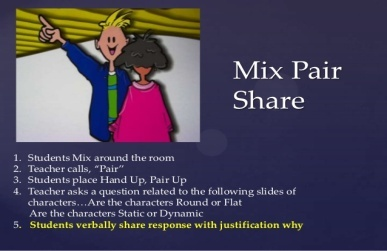 Mix Pair
Share
1. Students Mix around the room
2. Teacher calls, “Pair”
3. Students place Hand Up, Pair Up
4. Teacher asks a question related to the following slides of
characters…Are the characters Round or Flat
Are the characters Static or Dynamic
5. Students verbally share response with justification why